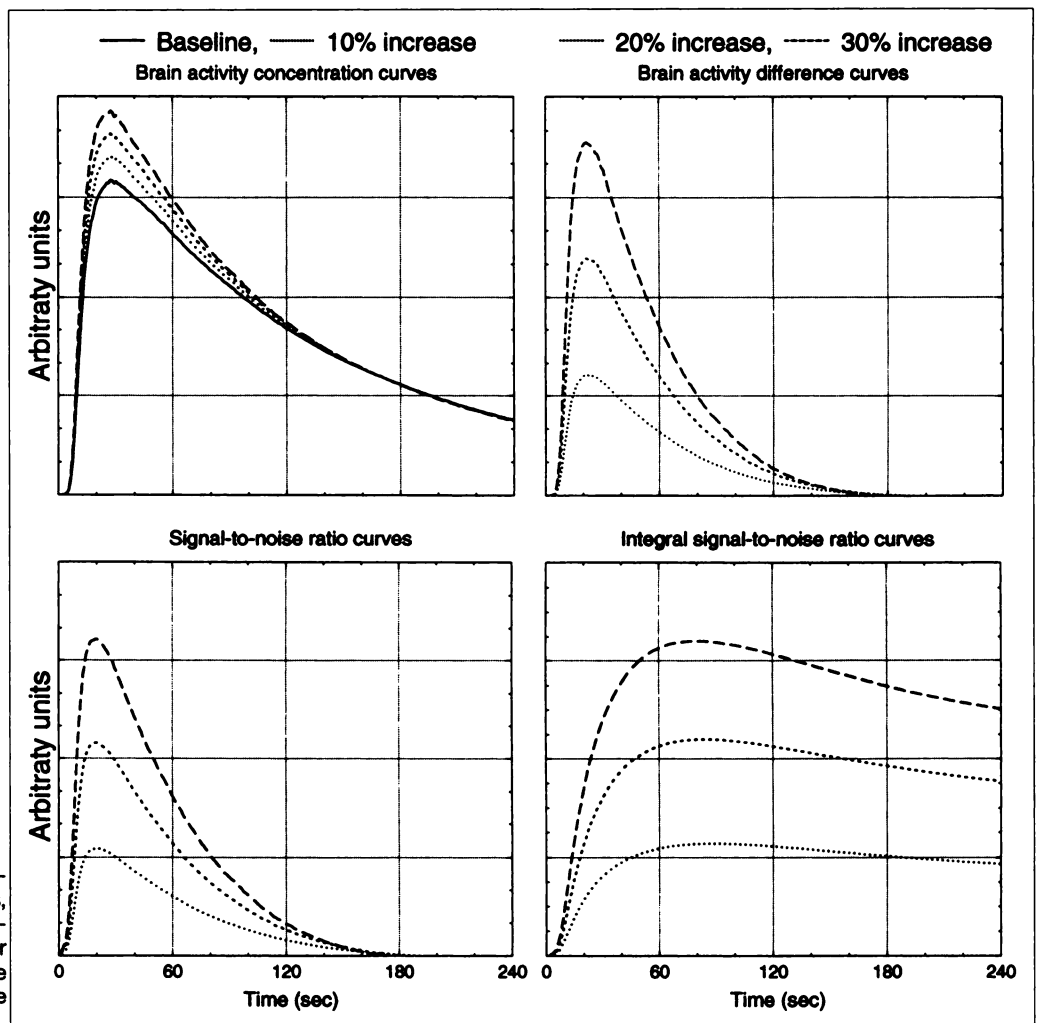 Baseline, 10% increase
20% increase, 30% increase
Brain activity concentration curves
Brain activity difference curves
Arbitraty units
Signal-to-noise ratio curves
Integral signal-to-noise ratio curves
Arbitraty units
0 60 120 180 240
0 60 120 180 240
Time (sec)
Time (sec)